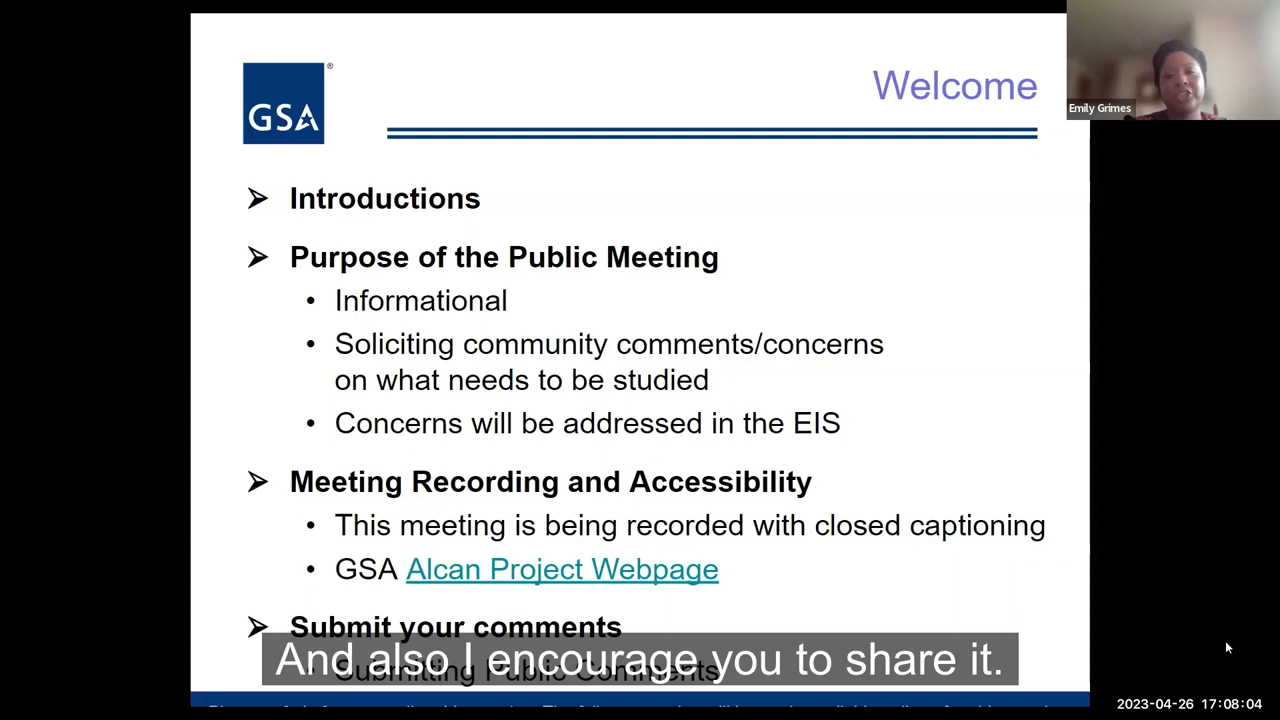 GSA
®
Welcome
Emily Grimes
➢ Introductions
➢ Purpose of the Public Meeting
• Informational
• Soliciting community comments/concerns
on what needs to be studied
• Concerns will be addressed in the EIS
➢ Meeting Recording and Accessibility
• This meeting is being recorded with closed captioning
• GSA Alcan Project Webpage
➢ Submit your comments
• Submitting Public Comments
And also I encourage you to share it.
2023-04-26 17:08:04